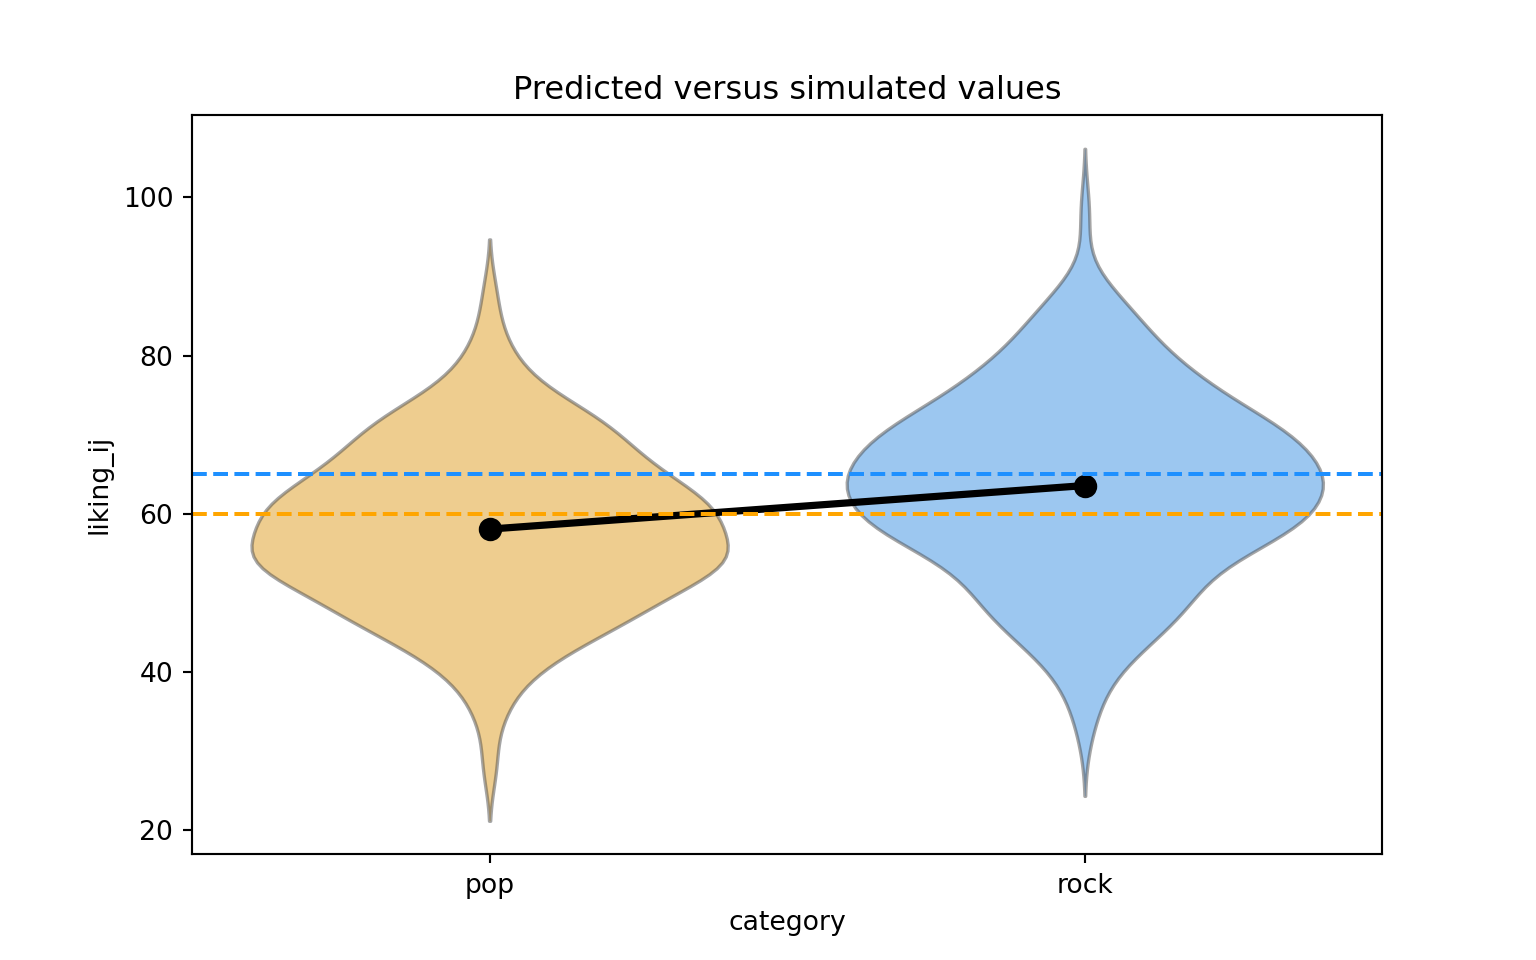 Predicted versus simulated values
100
80
60
40
20
liking_ij
pop
rock
category